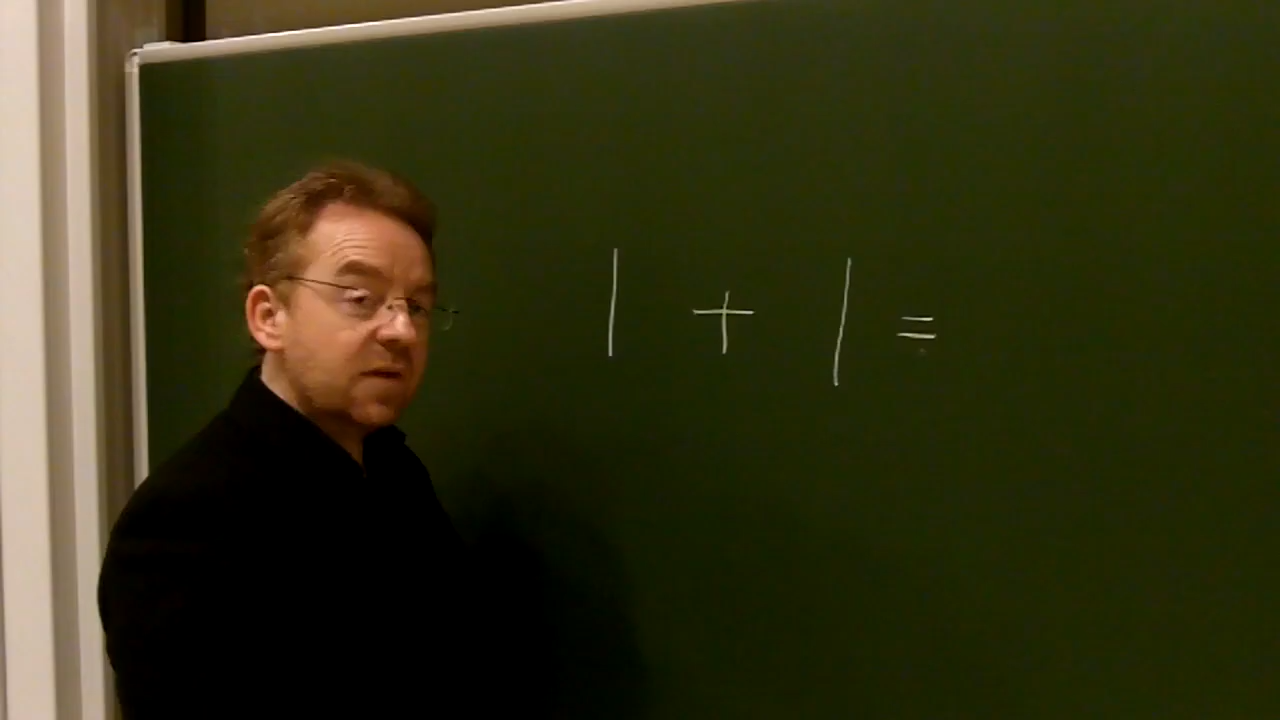 1 + 1 =